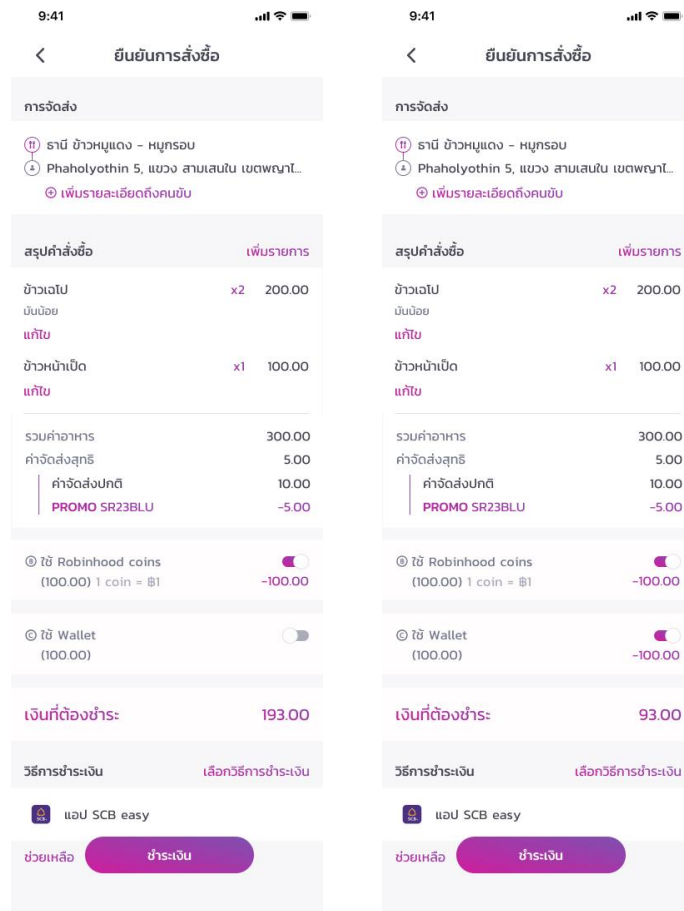 9:41
ยืนยันการสั่งซื้อ
การจัดส่ง
ธานี ข้าวหมูแดง - หมูกรอบ
Phaholyothin 5, แขวง สามเสนใน เขตพญาไ...
เพิ่มรายละเอียดถึงคนขับ
สรุปคำสั่งซื้อ เพิ่มรายการ
ข้าวเฉโป x2 200.00
มันน้อย
แก้ไข
ข้าวหน้าเป็ด x1 100.00
แก้ไข
รวมค่าอาหาร 300.00
ค่าจัดส่งสุทธิ 5.00
ค่าจัดส่งปกติ 10.00
PROMO SR23BLU -5.00
ใช้ Robinhood coins
(100.00) 1 coin = ฿1 -100.00
ใช้ Wallet
(100.00)
เงินที่ต้องชำระ 193.00
วิธีการชำระเงิน เลือกวิธีการชำระเงิน
แอป SCB easy
ช่วยเหลือ ชำระเงิน
9:41
ยืนยันการสั่งซื้อ
การจัดส่ง
ธานี ข้าวหมูแดง - หมูกรอบ
Phaholyothin 5, แขวง สามเสนใน เขตพญาไ...
เพิ่มรายละเอียดถึงคนขับ
สรุปคำสั่งซื้อ เพิ่มรายการ
ข้าวเฉโป x2 200.00
มันน้อย
แก้ไข
ข้าวหน้าเป็ด x1 100.00
แก้ไข
รวมค่าอาหาร 300.00
ค่าจัดส่งสุทธิ 5.00
ค่าจัดส่งปกติ 10.00
PROMO SR23BLU -5.00
ใช้ Robinhood coins
(100.00) 1 coin = ฿1 -100.00
ใช้ Wallet
(100.00) -100.00
เงินที่ต้องชำระ 93.00
วิธีการชำระเงิน เลือกวิธีการชำระเงิน
แอป SCB easy
ช่วยเหลือ ชำระเงิน